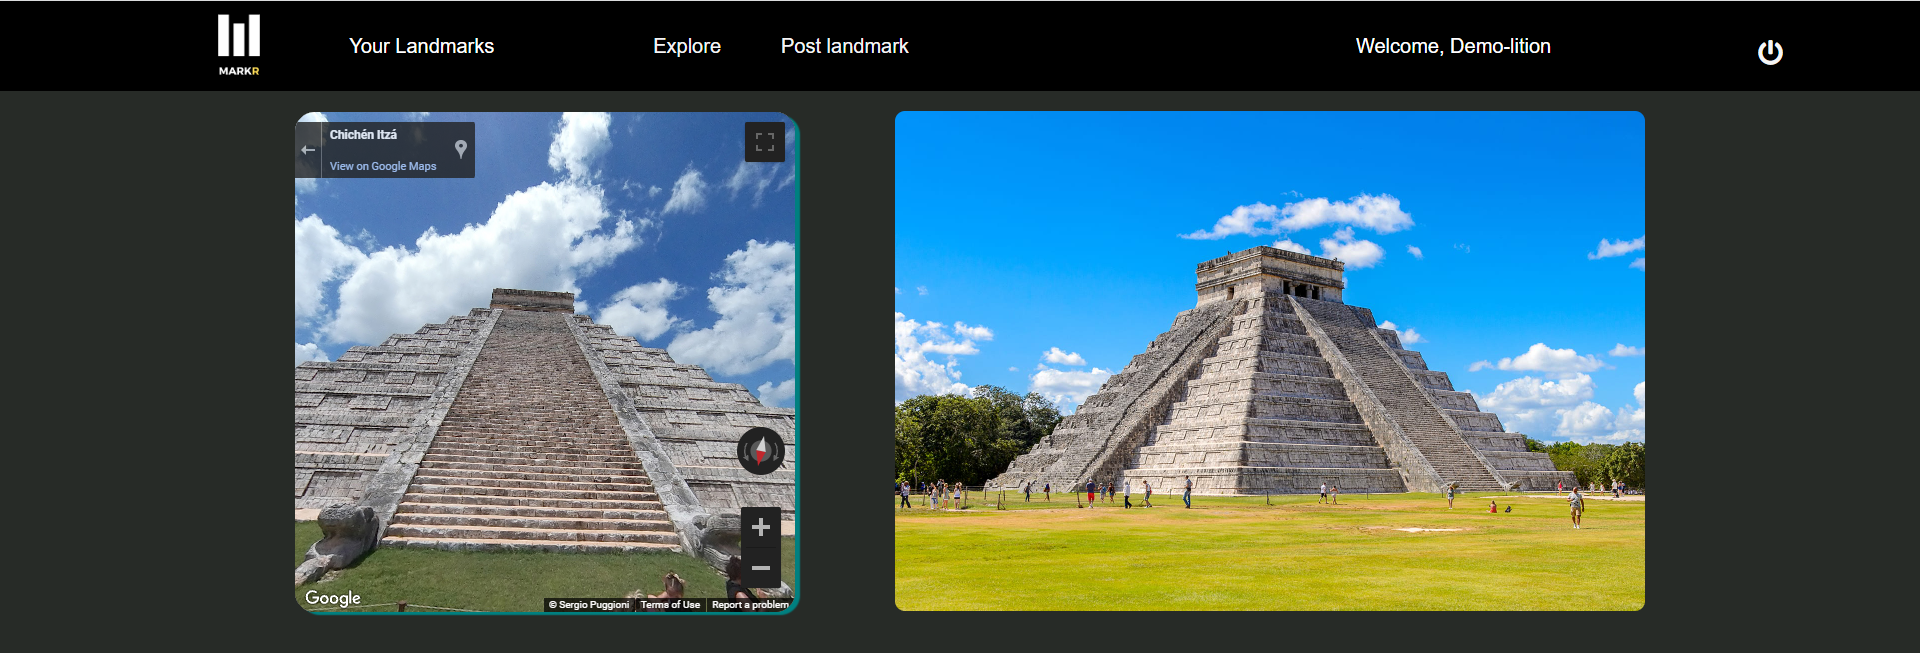 MARKR
Your Landmarks
Explore
Post landmark
Welcome, Demo-lition
Chichén Itzá
View on Google Maps
Google
© Sergio Puggioni
Terms of Use
Report a problem